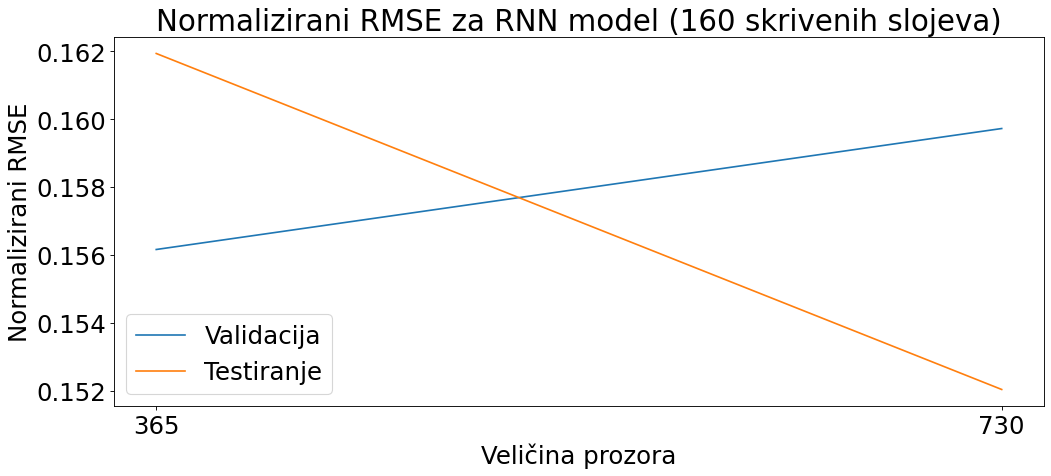 Normalizirani RMSE za RNN model (160 skrivenih slojeva)
Normalizirani RMSE
0.162
0.160
0.158
0.156
0.154
0.152
Validacija
Testiranje
365
730
Veličina prozora